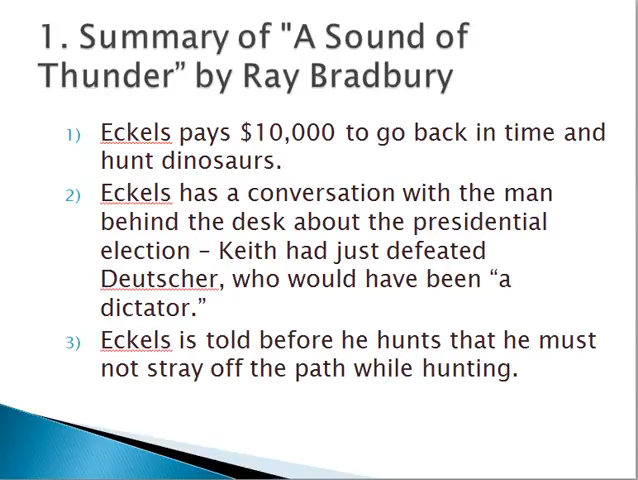 1. Summary of "A Sound of
Thunder” by Ray Bradbury
1) Eckels pays $10,000 to go back in time and
hunt dinosaurs.
2) Eckels has a conversation with the man
behind the desk about the presidential
election – Keith had just defeated
Deutscher, who would have been “a
dictator.”
3) Eckels is told before he hunts that he must
not stray off the path while hunting.